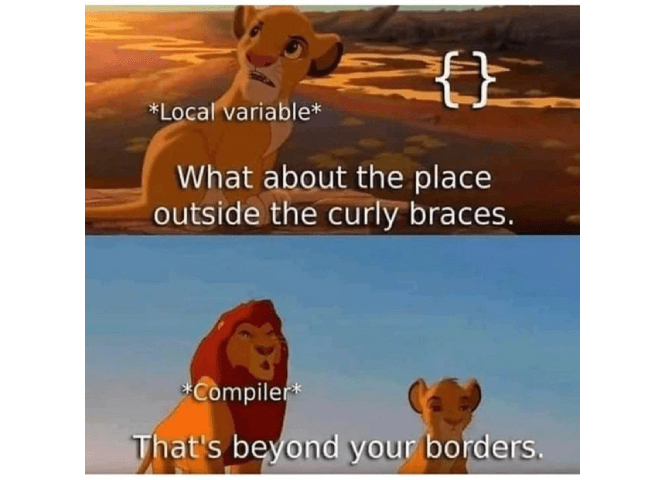 {}
*Local variable*
What about the place
outside the curly braces.
*Compiler*
That's beyond your borders.